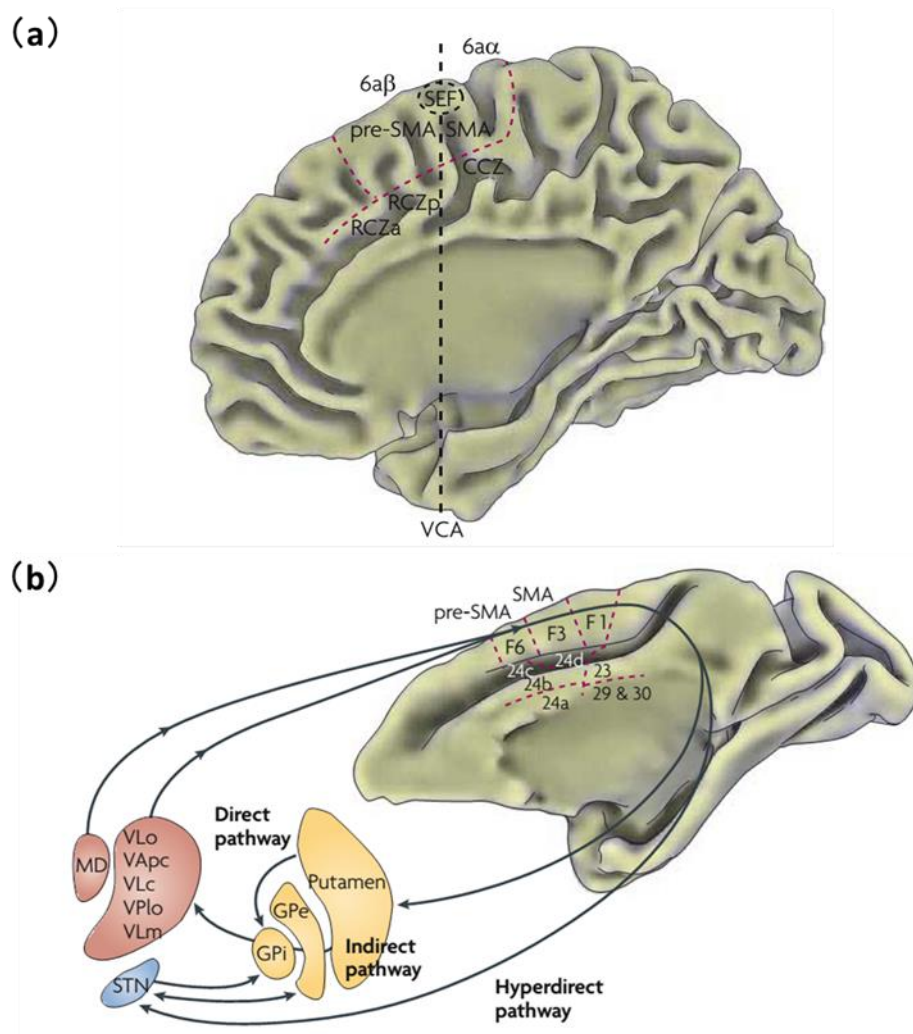 (a)
6aα
6aβ
SEF
pre-SMA SMA
CCZ
RCZp
RCZa
VCA
(b)
SMA
pre-SMA
F1
F3
F6
24c
24d
23
24b
24a
29 & 30
MD
VLo
VApc
VLc
VPlo
VLm
Direct
pathway
Putamen
GPe
GPi
Indirect
pathway
STN
Hyperdirect
pathway